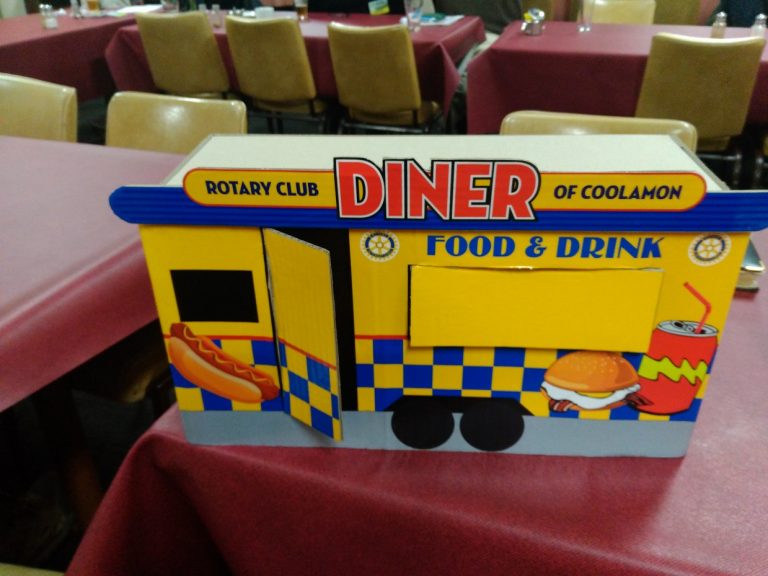 ROTARY CLUB DINER OF COOLAMON
FOOD & DRINK